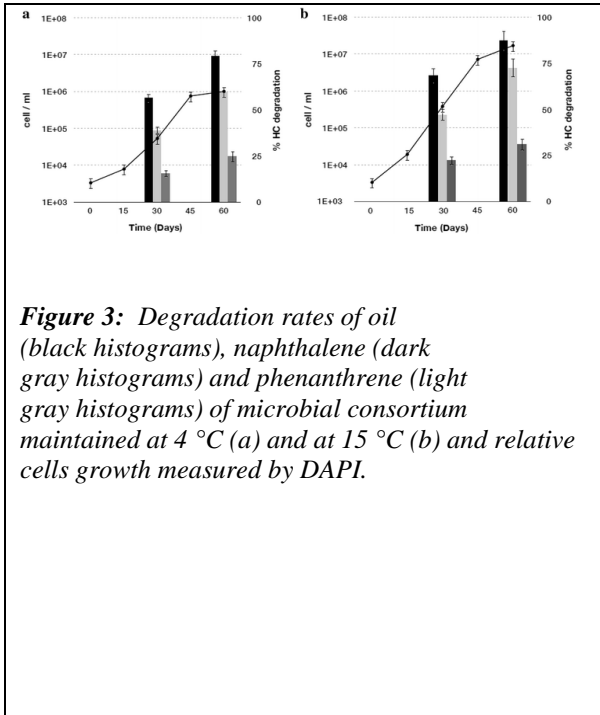 a
1E+08
1E+07
1E+06
1E+05
1E+04
1E+03
cell / ml
100
75
50
25
0
% HC degradation
0 15 30 45 60
Time (Days)
b
1E+08
1E+07
1E+06
1E+05
1E+04
1E+03
cell / ml
100
75
50
25
0
% HC degradation
0 15 30 45 60
Time (Days)
Figure 3: Degradation rates of oil
(black histograms), naphthalene (dark
gray histograms) and phenanthrene (light
gray histograms) of microbial consortium
maintained at 4 °C (a) and at 15 °C (b) and relative
cells growth measured by DAPI.